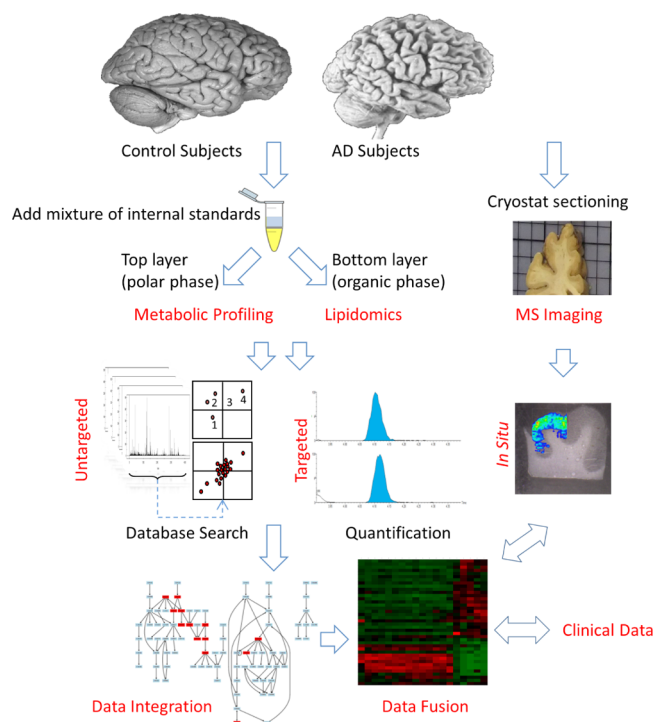 Control Subjects
AD Subjects
Add mixture of internal standards
Cryostat sectioning
Top layer
(polar phase)
Bottom layer
(organic phase)
Metabolic Profiling
Lipidomics
MS Imaging
Untargeted
2
3
4
1
Targeted
In Situ
Database Search
Quantification
Clinical Data
Data Integration
Data Fusion